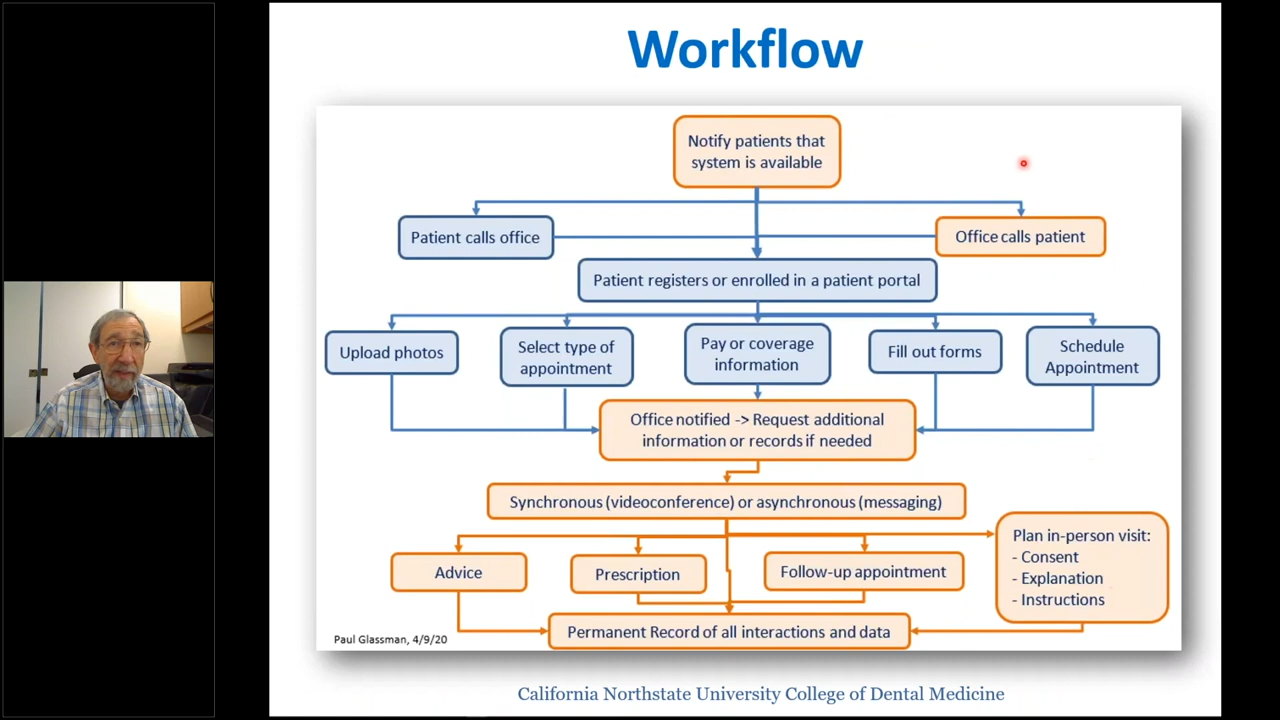 Workflow
Notify patients that
system is available
Patient calls office
Office calls patient
Patient registers or enrolled in a patient portal
Upload photos
Select type of
appointment
Pay or coverage
information
Fill out forms
Schedule
Appointment
Office notified -> Request additional
information or records if needed
Synchronous (videoconference) or asynchronous (messaging)
Advice
Prescription
Follow-up appointment
Plan in-person visit:
- Consent
- Explanation
- Instructions
Permanent Record of all interactions and data
Paul Glassman, 4/9/20
California Northstate University College of Dental Medicine